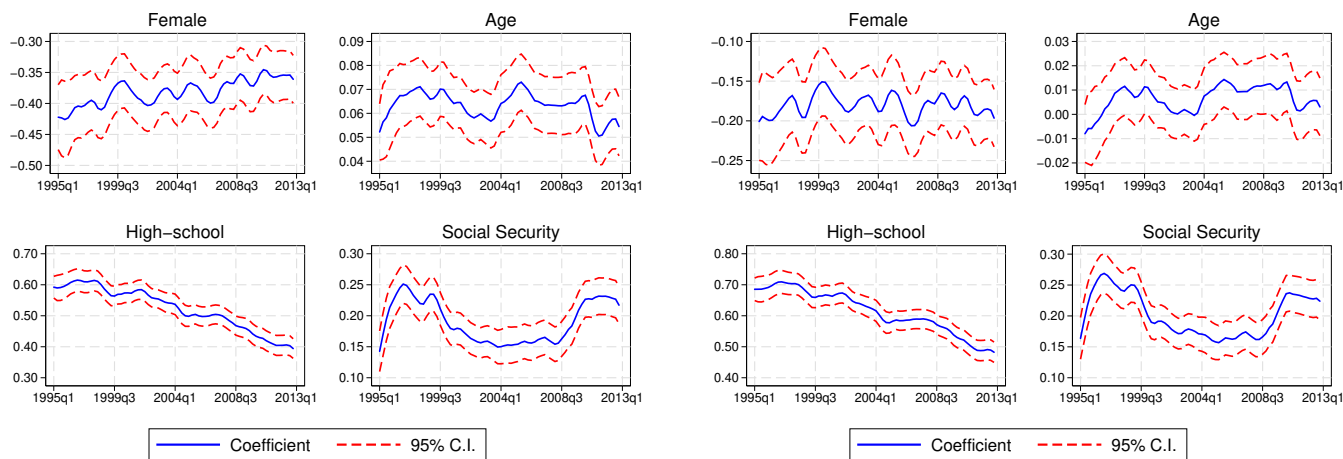 Female
−0.30
−0.35
−0.40
−0.45
−0.50
1995q1 1999q3 2004q1 2008q3 2013q1
Age
0.09
0.08
0.07
0.06
0.05
0.04
1995q1 1999q3 2004q1 2008q3 2013q1
High−school
0.70
0.60
0.50
0.40
0.30
1995q1 1999q3 2004q1 2008q3 2013q1
Social Security
0.30
0.25
0.20
0.15
0.10
1995q1 1999q3 2004q1 2008q3 2013q1
Coefficient 95% C.I.
Female
−0.10
−0.15
−0.20
−0.25
1995q1 1999q3 2004q1 2008q3 2013q1
Age
0.03
0.02
0.01
0.00
−0.01
−0.02
1995q1 1999q3 2004q1 2008q3 2013q1
High−school
0.80
0.70
0.60
0.50
0.40
1995q1 1999q3 2004q1 2008q3 2013q1
Social Security
0.30
0.25
0.20
0.15
0.10
1995q1 1999q3 2004q1 2008q3 2013q1
Coefficient 95% C.I.